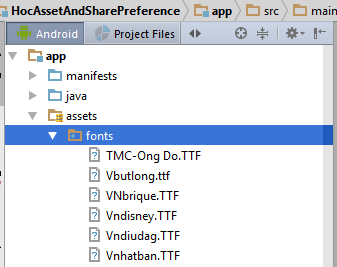 HocAssetAndSharePreference app src main
Android Project Files
app
manifests
java
assets
fonts
TMC-Ong Do.TTF
Vbutlong.ttf
VNbrique.TTF
Vndisney.TTF
Vndiudag.TTF
Vnhatban.TTF